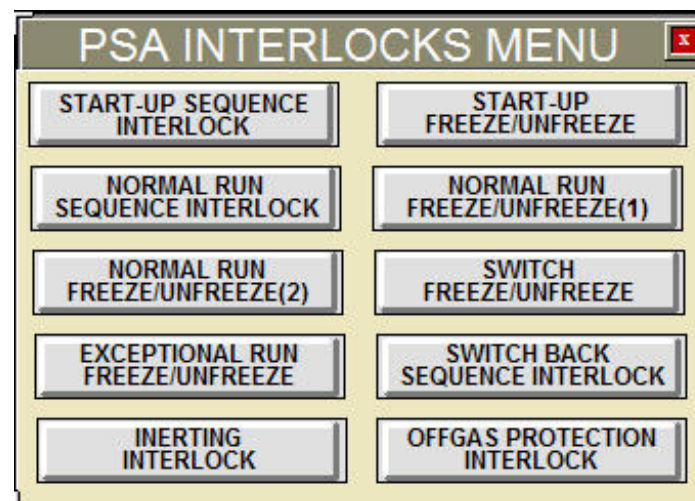 PSA INTERLOCKS MENU
x
START-UP SEQUENCE
INTERLOCK
START-UP
FREEZE/UNFREEZE
NORMAL RUN
SEQUENCE INTERLOCK
NORMAL RUN
FREEZE/UNFREEZE(1)
NORMAL RUN
FREEZE/UNFREEZE(2)
SWITCH
FREEZE/UNFREEZE
EXCEPTIONAL RUN
FREEZE/UNFREEZE
SWITCH BACK
SEQUENCE INTERLOCK
INERTING
INTERLOCK
OFFGAS PROTECTION
INTERLOCK